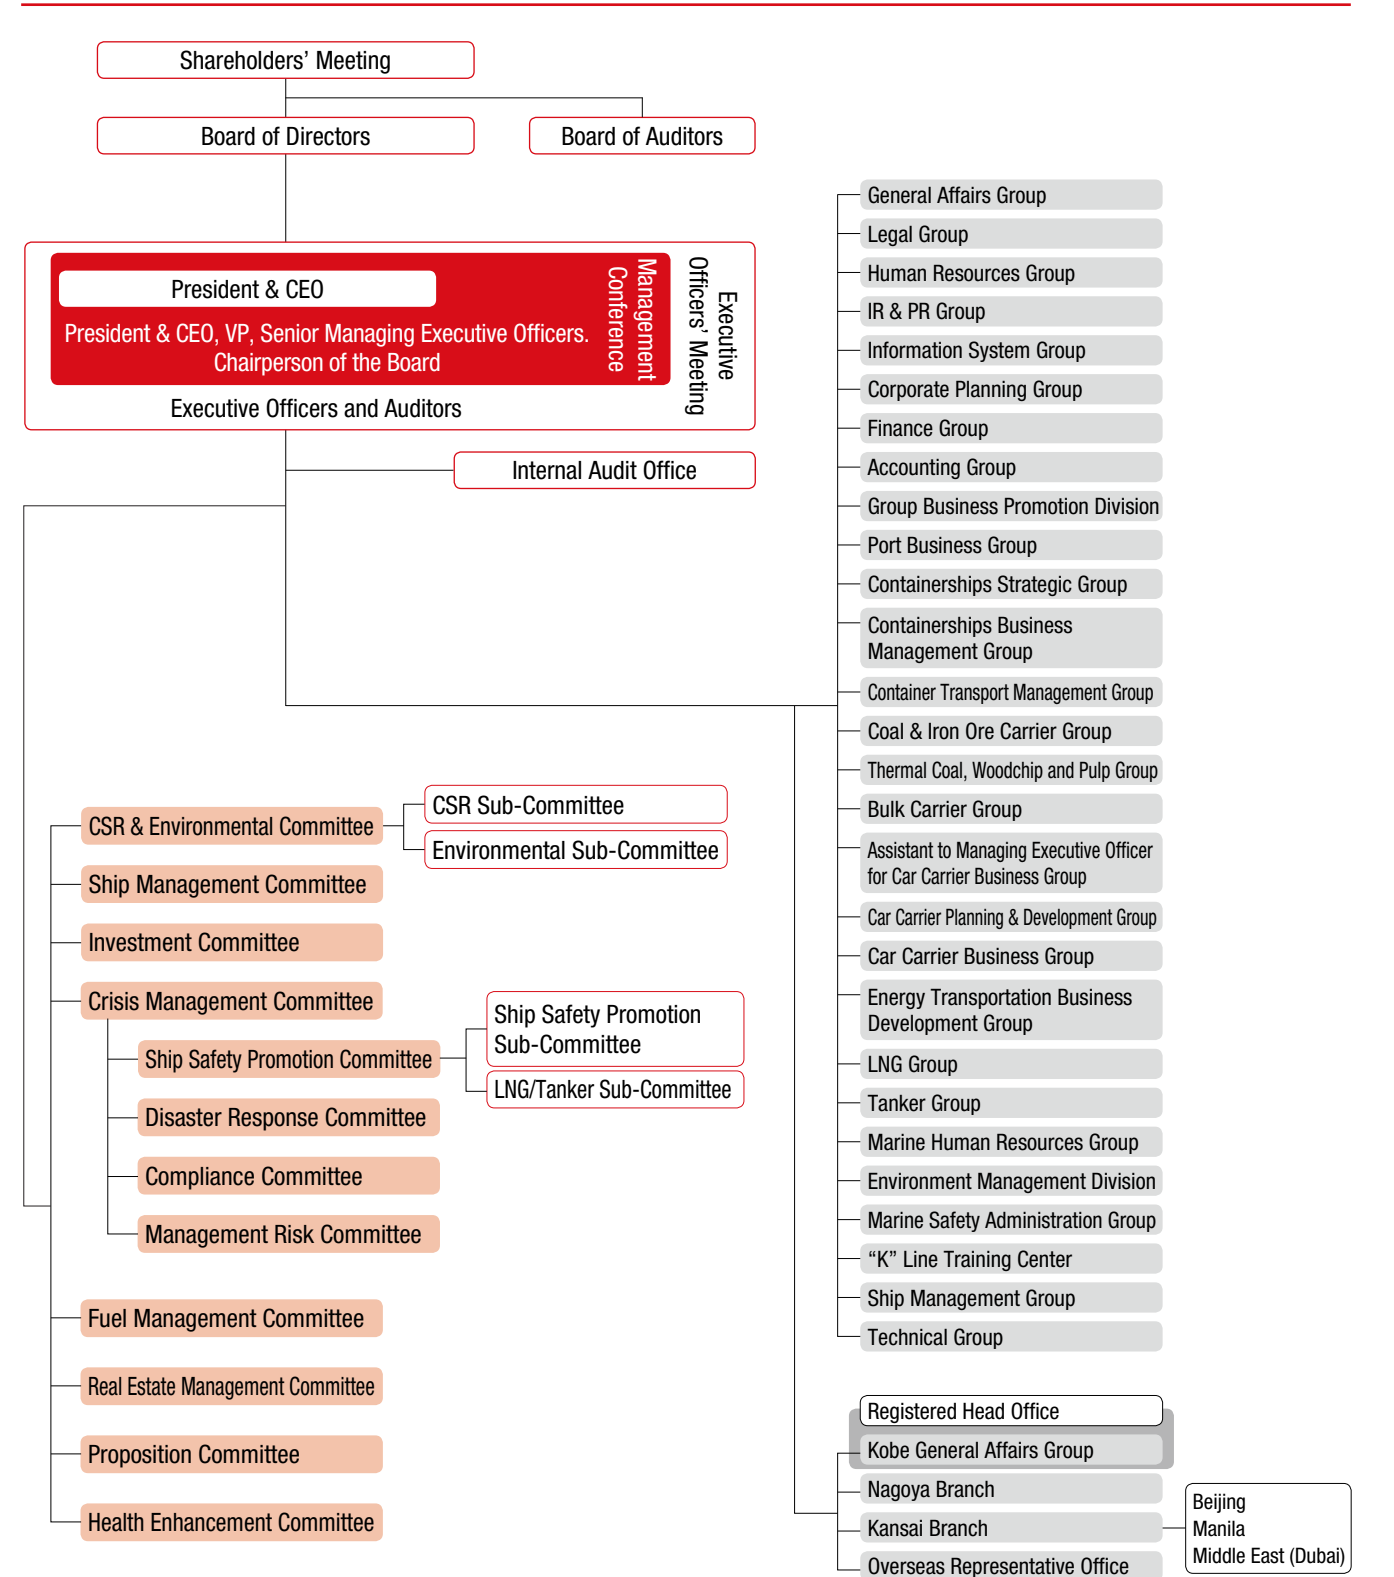 Shareholders’ Meeting
Board of Directors
Board of Auditors
President & CEO
President & CEO, VP, Senior Managing Executive Officers.
Chairperson of the Board
Management
Conference
Executive
Officers’ Meeting
Executive Officers and Auditors
Internal Audit Office
CSR & Environmental Committee
CSR Sub-Committee
Environmental Sub-Committee
Ship Management Committee
Investment Committee
Crisis Management Committee
Ship Safety Promotion Committee
Ship Safety Promotion
Sub-Committee
LNG/Tanker Sub-Committee
Disaster Response Committee
Compliance Committee
Management Risk Committee
Fuel Management Committee
Real Estate Management Committee
Proposition Committee
Health Enhancement Committee
General Affairs Group
Legal Group
Human Resources Group
IR & PR Group
Information System Group
Corporate Planning Group
Finance Group
Accounting Group
Group Business Promotion Division
Port Business Group
Containerships Strategic Group
Containerships Business
Management Group
Container Transport Management Group
Coal & Iron Ore Carrier Group
Thermal Coal, Woodchip and Pulp Group
Bulk Carrier Group
Assistant to Managing Executive Officer
for Car Carrier Business Group
Car Carrier Planning & Development Group
Car Carrier Business Group
Energy Transportation Business
Development Group
LNG Group
Tanker Group
Marine Human Resources Group
Environment Management Division
Marine Safety Administration Group
“K” Line Training Center
Ship Management Group
Technical Group
Registered Head Office
Kobe General Affairs Group
Nagoya Branch
Kansai Branch
Overseas Representative Office
Beijing
Manila
Middle East (Dubai)